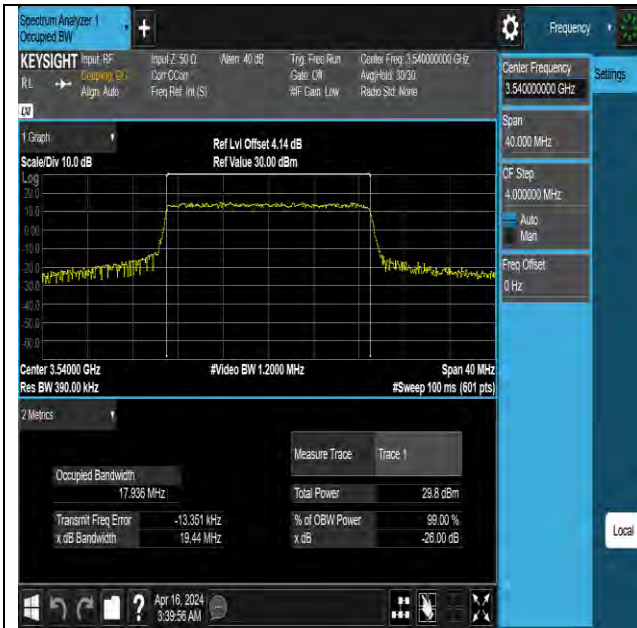 Spectrum Analyzer 1
Occupied BW
+
Frequency
KEYSIGHT
Input: RF
Coupling: DC
Align: Auto
Input Z: 50 Ω
Corr CCorr
Freq Ref: Int (S)
Atten: 40 dB
Trig: Free Run
Gate: Off
#IF Gain: Low
Center Freq: 3.540000000 GHz
Avg|Hold: 30/30
Radio Std: None
RL
LXI
Center Frequency
3.540000000 GHz
Settings
Span
40.000 MHz
CF Step
4.000000 MHz
Auto
Man
Freq Offset
0 Hz
Local
1 Graph
Scale/Div 10.0 dB
Ref Lvl Offset 4.14 dB
Ref Value 30.00 dBm
Log
20.0
10.0
0.00
-10.0
-20.0
-30.0
-50.0
-60.0
Center 3.54000 GHz
Res BW 390.00 kHz
#Video BW 1.2000 MHz
Span 40 MHz
#Sweep 100 ms (601 pts)
2 Metrics
Measure Trace Trace 1
Occupied Bandwidth
17.936 MHz
Total Power 29.8 dBm
Transmit Freq Error -13.351 kHz
% of OBW Power 99.00 %
x dB Bandwidth 19.44 MHz
x dB -26.00 dB
?
Apr 16, 2024
3:39:56 AM